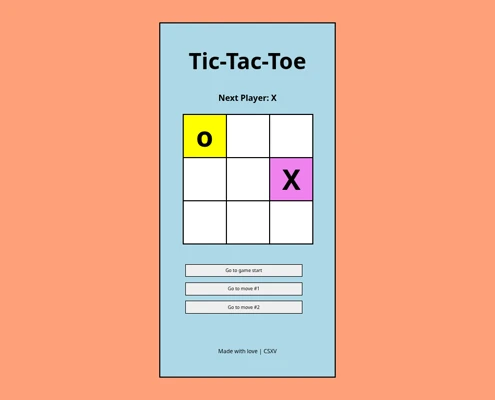 Tic-Tac-Toe
Next Player: X
o
X
Go to game start
Go to move #1
Go to move #2
Made with love | CSXV